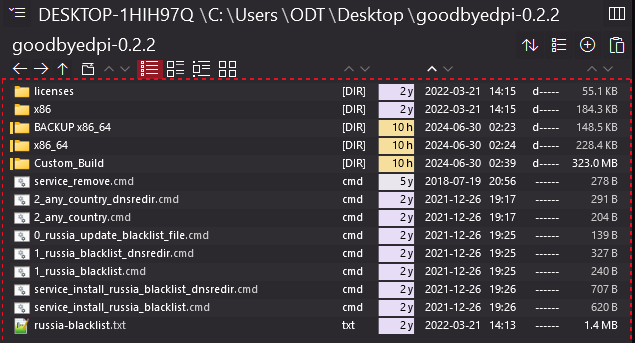 DESKTOP-1HIH97Q \C: \Users \ODT \Desktop \goodbyedpi-0.2.2
goodbyedpi-0.2.2
licenses [DIR] 2 y 2022-03-21 14:15 d----- 55.1 KB
x86 [DIR] 2 y 2022-03-21 14:15 d----- 184.3 KB
BACKUP x86_64 [DIR] 10 h 2024-06-30 02:23 d----- 148.5 KB
x86_64 [DIR] 10 h 2024-06-30 02:24 d----- 228.4 KB
Custom_Build [DIR] 10 h 2024-06-30 02:39 d----- 323.0 MB
service_remove.cmd cmd 5 y 2018-07-19 20:56 ------ 278 B
2_any_country_dnsredir.cmd cmd 2 y 2021-12-26 19:17 ------ 291 B
2_any_country.cmd cmd 2 y 2021-12-26 19:17 ------ 204 B
0_russia_update_blacklist_file.cmd cmd 2 y 2021-12-26 19:25 ------ 139 B
1_russia_blacklist_dnsredir.cmd cmd 2 y 2021-12-26 19:25 ------ 327 B
1_russia_blacklist.cmd cmd 2 y 2021-12-26 19:25 ------ 240 B
service_install_russia_blacklist_dnsredir.cmd cmd 2 y 2021-12-26 19:26 ------ 707 B
service_install_russia_blacklist.cmd cmd 2 y 2021-12-26 19:26 ------ 620 B
russia-blacklist.txt txt 2 y 2022-03-21 14:13 ------ 1.4 MB